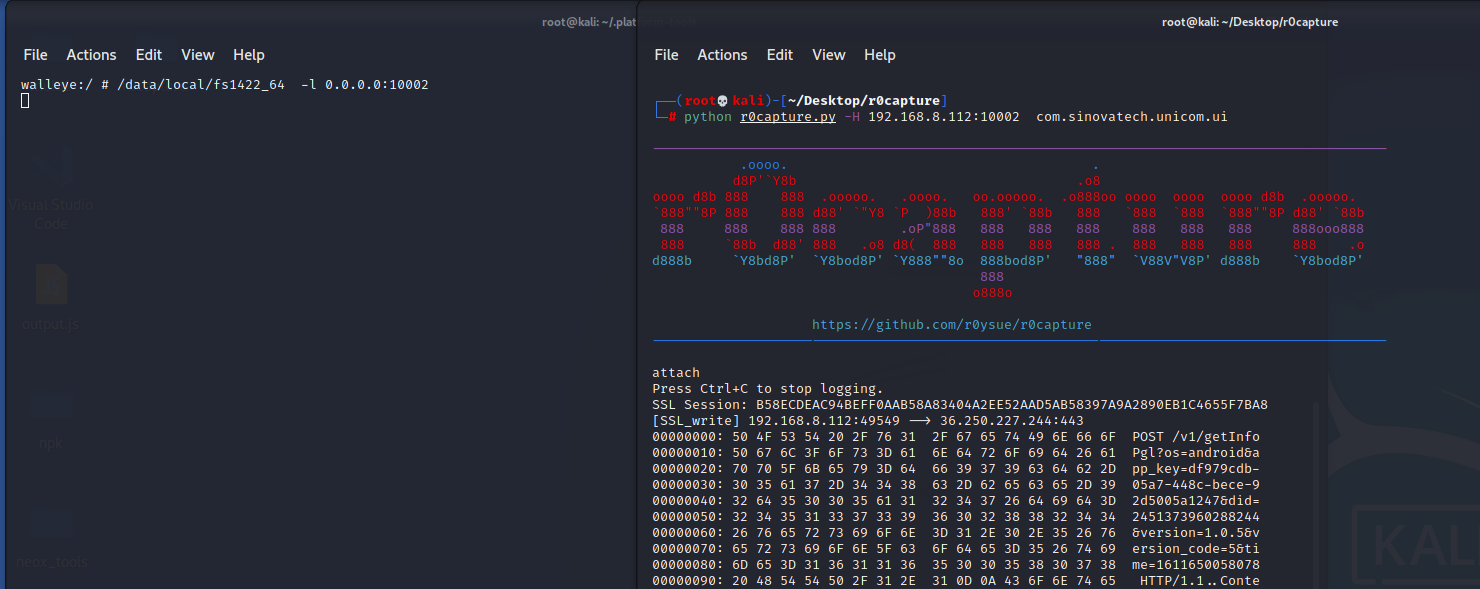 root@kali: ~/.plat
File Actions Edit View Help
walleye:/ # /data/local/fs1422_64  -l 0.0.0.0:10002
Visual Studio
Code
output.js
npk
neox_tools
root@kali: ~/Desktop/r0capture
File Actions Edit View Help
(root💀kali)-[~/Desktop/r0capture]
# python r0capture.py -H 192.168.8.112:10002  com.sinovatech.unicom.ui
https://github.com/r0ysue/r0capture
attach
Press Ctrl+C to stop logging.
SSL Session: B58ECDEAC94BEFF0AAB58A83404A2EE52AAD5AB58397A9A2890EB1C4655F7BA8
[SSL_write] 192.168.8.112:49549 --> 36.250.227.244:443
00000000: 50 4F 53 54 20 2F 76 31  2F 67 65 74 49 6E 66 6F  POST /v1/getInfo
00000010: 50 67 6C 3F 6F 73 3D 61  6E 64 72 6F 69 64 26 61  Pgl?os=android&a
00000020: 70 70 5F 6B 65 79 3D 64  66 39 37 39 63 64 62 2D  pp_key=df979cdb-
00000030: 30 35 61 37 2D 34 34 38  63 2D 62 65 63 65 2D 39  05a7-448c-bece-9
00000040: 32 64 35 30 30 35 61 31  32 34 37 26 64 69 64 3D  2d5005a1247&did=
00000050: 32 34 35 31 33 37 33 39  36 30 32 38 38 32 34 34  2451373960288244
00000060: 26 76 65 72 73 69 6F 6E  3D 31 2E 30 2E 35 26 76  &version=1.0.5&v
00000070: 65 72 73 69 6F 6E 5F 63  6F 64 65 3D 35 26 74 69  ersion_code=5&ti
00000080: 6D 65 3D 31 36 31 31 36  35 30 30 35 38 30 37 38  me=1611650058078
00000090: 20 48 54 54 50 2F 31 2E  31 0D 0A 43 6F 6E 74 65   HTTP/1.1..Conte
KAL